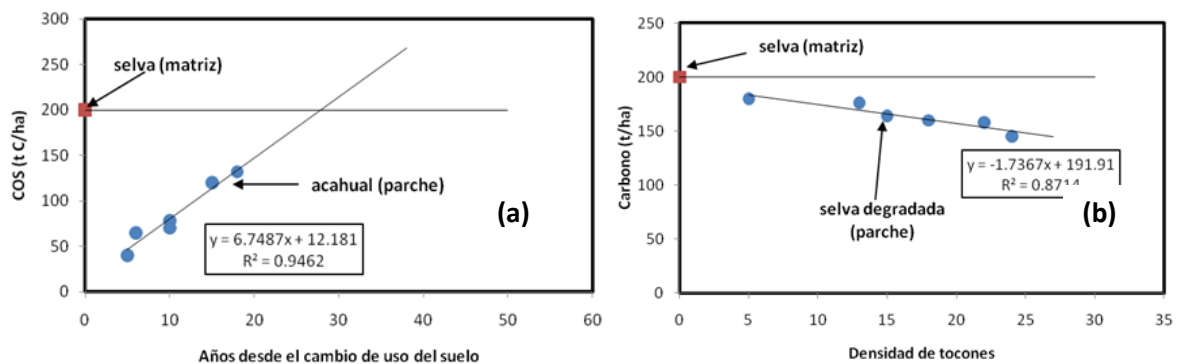 300
250
200
150
100
50
0
COS (t C/ha)
selva (matriz)
acahual (parche)
(a)
y = 6.7487x + 12.181
R² = 0.9462
0 10 20 30 40 50 60
Años desde el cambio de uso del suelo
250
200
150
100
50
0
Carbono (t/ha)
selva (matriz)
y = -1.7367x + 191.91
R² = 0.8714
selva degradada
(parche)
(b)
0 5 10 15 20 25 30 35
Densidad de tocones